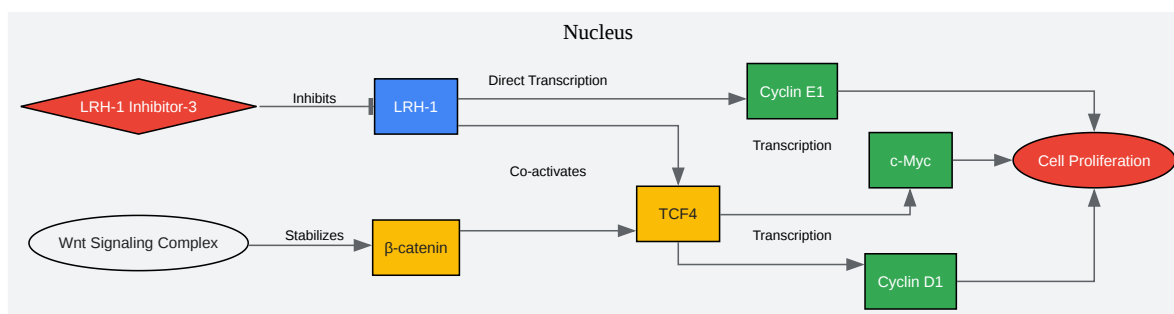 Nucleus
LRH-1 Inhibitor-3
Inhibits
LRH-1
Direct Transcription
Cyclin E1
Transcription
c-Myc
Cell Proliferation
Co-activates
TCF4
Wnt Signaling Complex
Stabilizes
β-catenin
Transcription
Cyclin D1